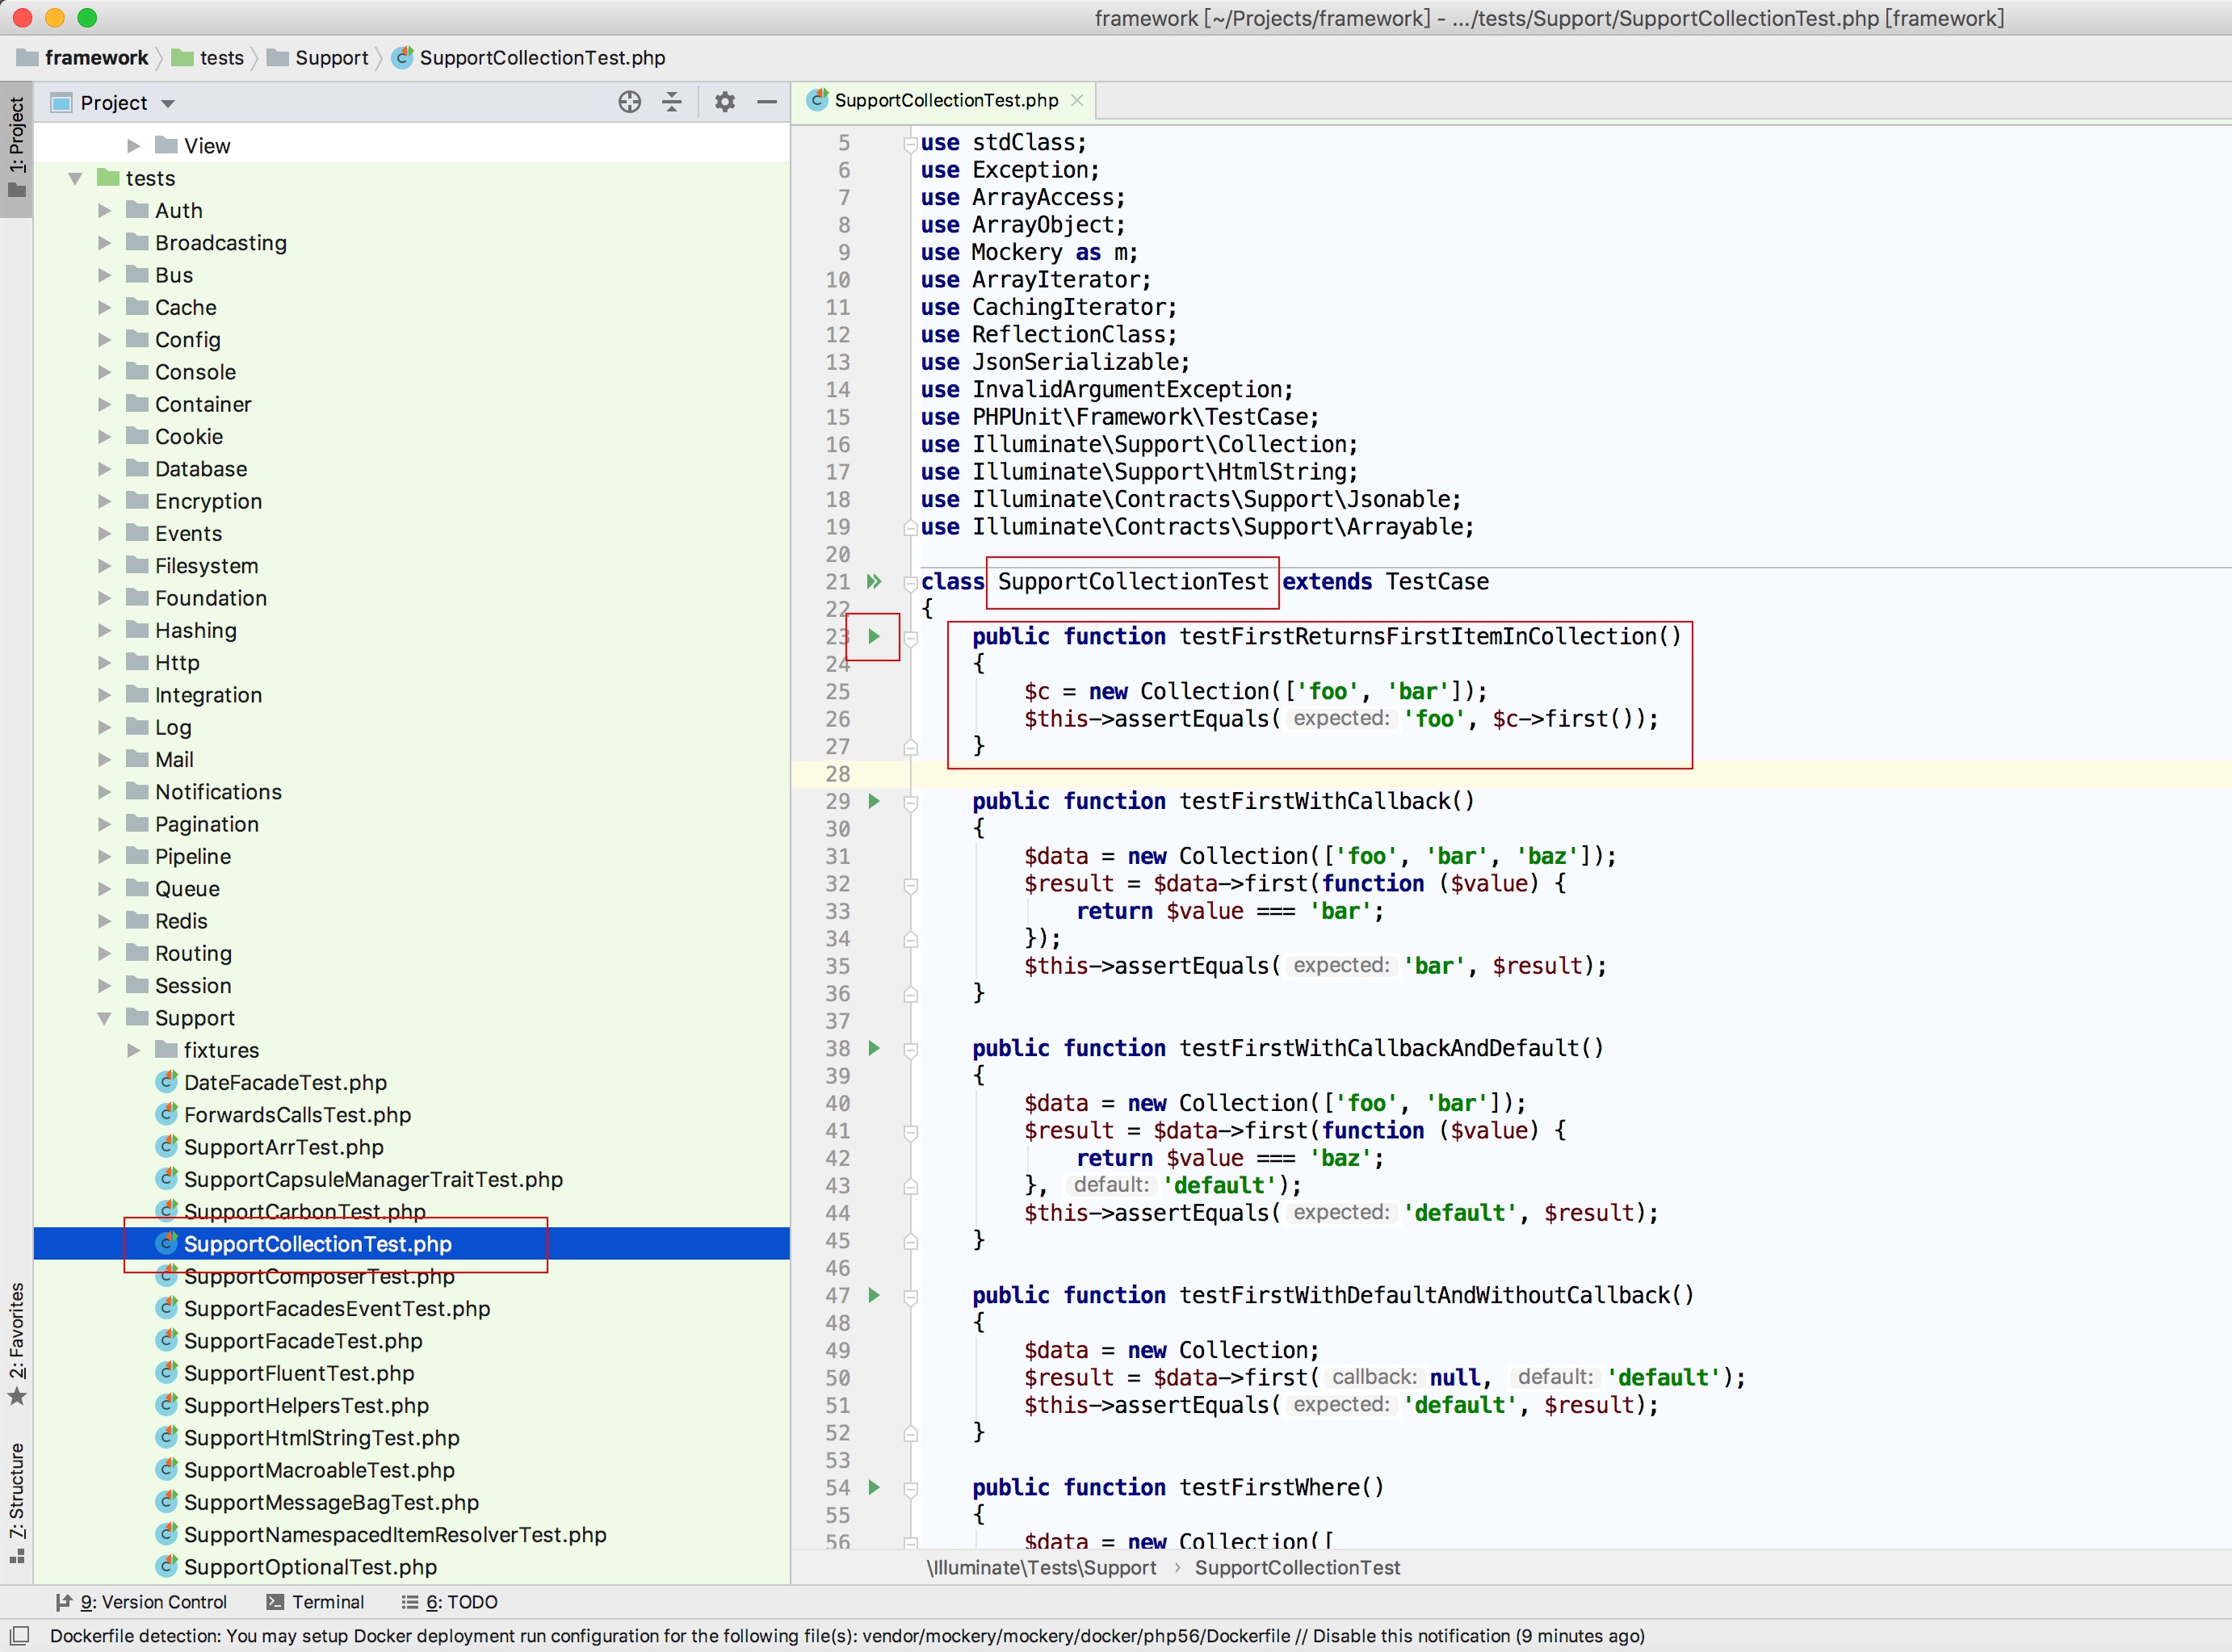 framework [~/Projects/framework] - .../tests/Support/SupportCollectionTest.php [framework]
framework tests Support SupportCollectionTest.php
1: Project
2: Favorites
7: Structure
Project
View
tests
Auth
Broadcasting
Bus
Cache
Config
Console
Container
Cookie
Database
Encryption
Events
Filesystem
Foundation
Hashing
Http
Integration
Log
Mail
Notifications
Pagination
Pipeline
Queue
Redis
Routing
Session
Support
fixtures
DateFacadeTest.php
ForwardsCallsTest.php
SupportArrTest.php
SupportCapsuleManagerTraitTest.php
SupportCarbonTest.php
SupportCollectionTest.php
SupportComposerTest.php
SupportFacadesEventTest.php
SupportFacadeTest.php
SupportFluentTest.php
SupportHelpersTest.php
SupportHtmlStringTest.php
SupportMacroableTest.php
SupportMessageBagTest.php
SupportNamespacedItemResolverTest.php
SupportOptionalTest.php
SupportCollectionTest.php
5 use stdClass;
6 use Exception;
7 use ArrayAccess;
8 use ArrayObject;
9 use Mockery as m;
10 use ArrayIterator;
11 use CachingIterator;
12 use ReflectionClass;
13 use JsonSerializable;
14 use InvalidArgumentException;
15 use PHPUnit\Framework\TestCase;
16 use Illuminate\Support\Collection;
17 use Illuminate\Support\HtmlString;
18 use Illuminate\Contracts\Support\Jsonable;
19 use Illuminate\Contracts\Support\Arrayable;
20
21 class SupportCollectionTest extends TestCase
22 {
23 public function testFirstReturnsFirstItemInCollection()
24 {
25 $c = new Collection(['foo', 'bar']);
26 $this->assertEquals( expected: 'foo', $c->first());
27 }
28
29 public function testFirstWithCallback()
30 {
31 $data = new Collection(['foo', 'bar', 'baz']);
32 $result = $data->first(function ($value) {
33 return $value === 'bar';
34 });
35 $this->assertEquals( expected: 'bar', $result);
36 }
37
38 public function testFirstWithCallbackAndDefault()
39 {
40 $data = new Collection(['foo', 'bar']);
41 $result = $data->first(function ($value) {
42 return $value === 'baz';
43 }, default: 'default');
44 $this->assertEquals( expected: 'default', $result);
45 }
46
47 public function testFirstWithDefaultAndWithoutCallback()
48 {
49 $data = new Collection;
50 $result = $data->first( callback: null, default: 'default');
51 $this->assertEquals( expected: 'default', $result);
52 }
53
54 public function testFirstWhere()
55 {
56 $data = new Collection([
\Illuminate\Tests\Support › SupportCollectionTest
9: Version Control Terminal 6: TODO
Dockerfile detection: You may setup Docker deployment run configuration for the following file(s): vendor/mockery/mockery/docker/php56/Dockerfile // Disable this notification (9 minutes ago)